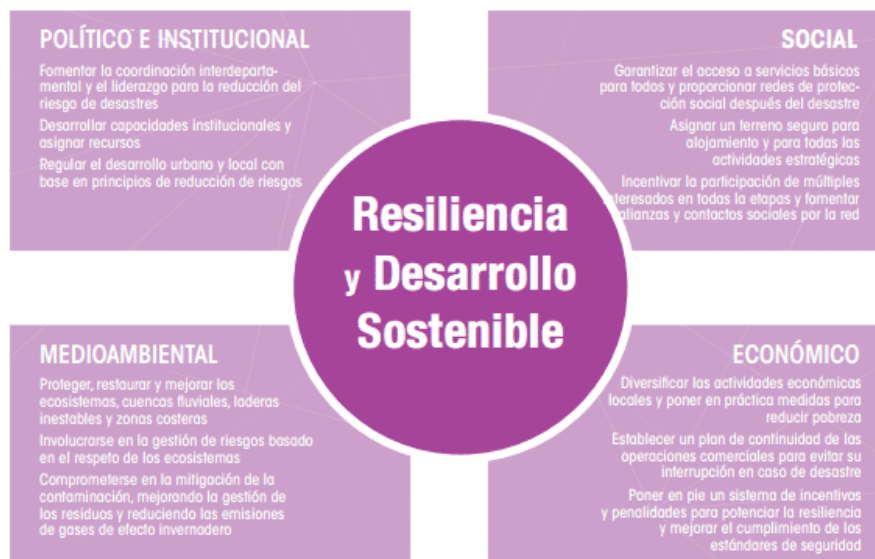 POLÍTICO E INSTITUCIONAL
Fomentar la coordinación interdeparta-
mental y el liderazgo para la reducción del
riesgo de desastres
Desarrollar capacidades institucionales y
asignar recursos
Regular el desarrollo urbano y local con
base en principios de reducción de riesgos
SOCIAL
Garantizar el acceso a servicios básicos
para todos y proporcionar redes de protec-
ción social después del desastre
Asignar un terreno seguro para
alojamiento y para todas las
actividades estratégicas
Incentivar la participación de múltiples
teresados en todas la etapas y fomentar
alianzas y contactos sociales por la red
Resiliencia
y Desarrollo
Sostenible
MEDIOAMBIENTAL
Proteger, restaurar y mejorar los
ecosistemas, cuencas fluviales, laderas
inestables y zonas costeras
Involucrarse en la gestión de riesgos basado
en el respeto de los ecosistemas
Comprometerse en la mitigación de la
contaminación, mejorando la gestión de
los residuos y reduciendo las emisiones
de gases de efecto invernadero
ECONÓMICO
Diversificar las actividades económicas
locales y poner en práctica medidas para
reducir pobreza
Establecer un plan de continuidad de las
operaciones comerciales para evitar su
interrupción en caso de desastre
Poner en pie un sistema de incentivos
y penalidades para potenciar la resiliencia
y mejorar el cumplimiento de los
estándares de seguridad